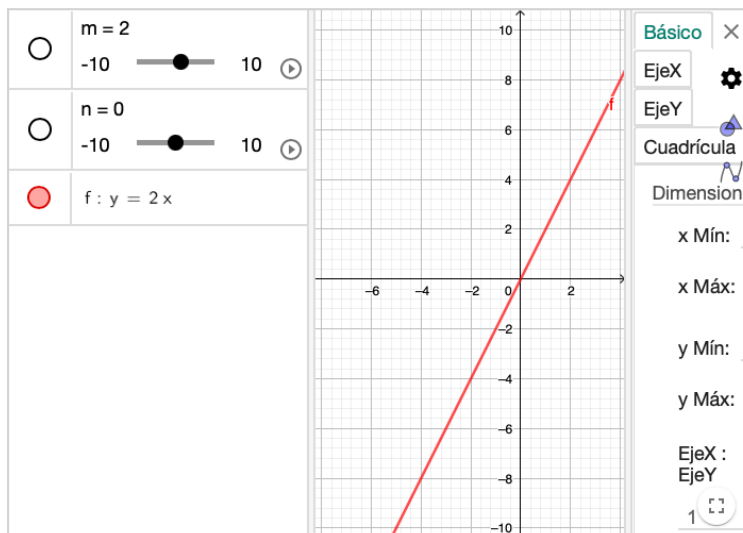 m = 2
-10 10
n = 0
-10 10
f : y = 2 x
10
8
6
4
2
-6 -4 -2 0 2
-2
-4
-6
-8
-10
f
Básico
EjeX
EjeY
Cuadrícula
Dimension
x Mín:
x Máx:
y Mín:
y Máx:
EjeX :
EjeY
1